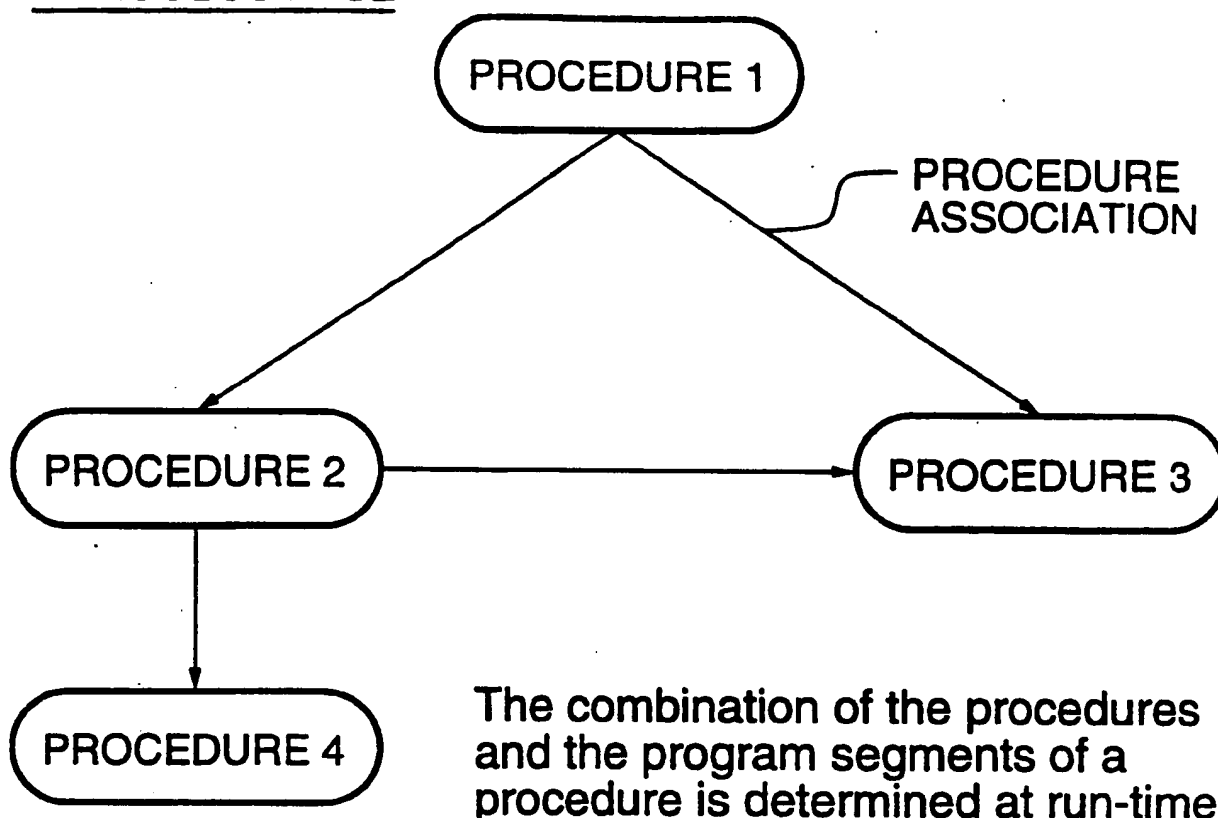 PROCEDURE 1
PROCEDURE
ASSOCIATION
PROCEDURE 2
PROCEDURE 3
PROCEDURE 4
The combination of the procedures
and the program segments of a
procedure is determined at run-time